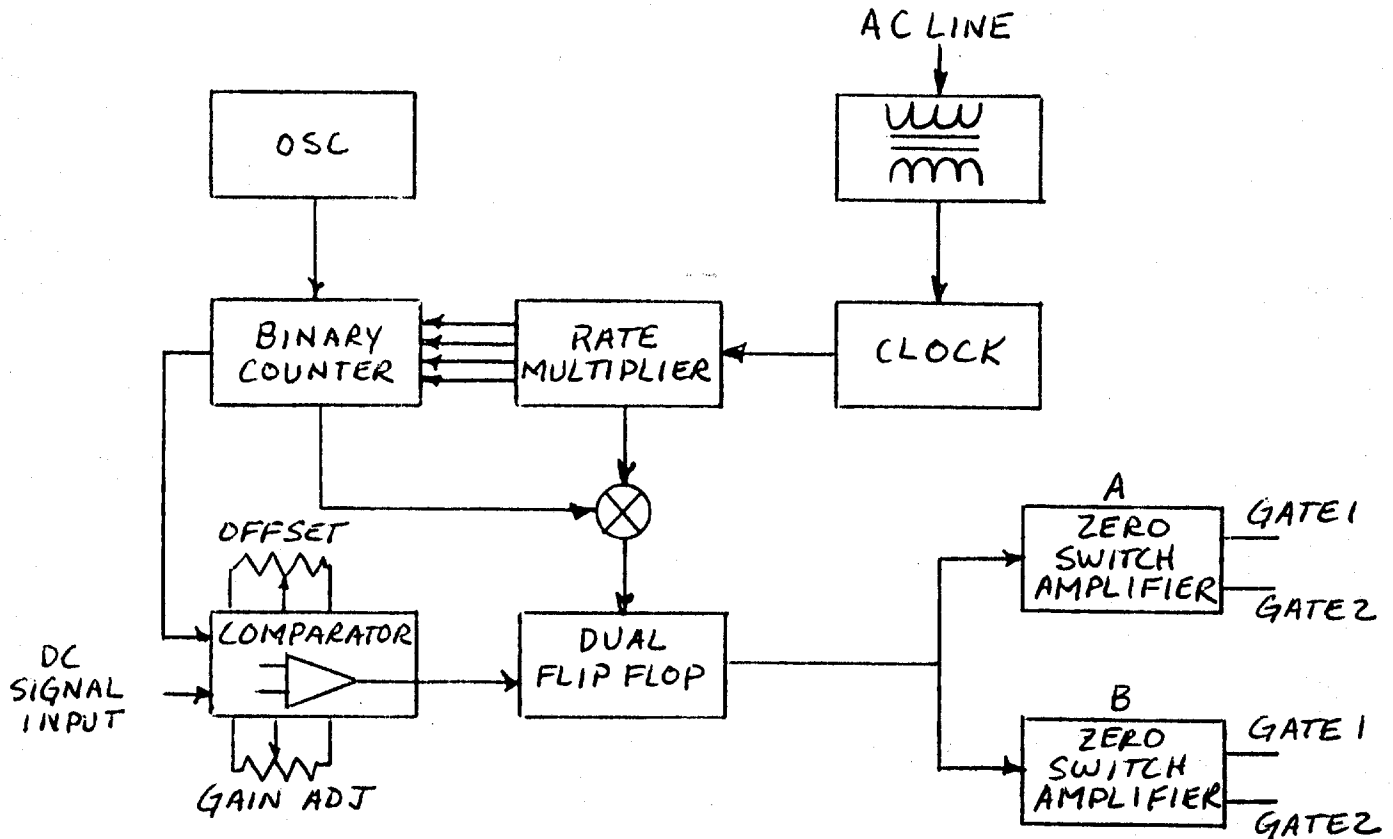 AC LINE
OSC
BINARY
COUNTER
RATE
MULTIPLIER
CLOCK
OFFSET
COMPARATOR
DC
SIGNAL
INPUT
GAIN ADJ
DUAL
FLIP FLOP
A
ZERO
SWITCH
AMPLIFIER
GATE 1
GATE 2
B
ZERO
SWITCH
AMPLIFIER
GATE 1
GATE 2